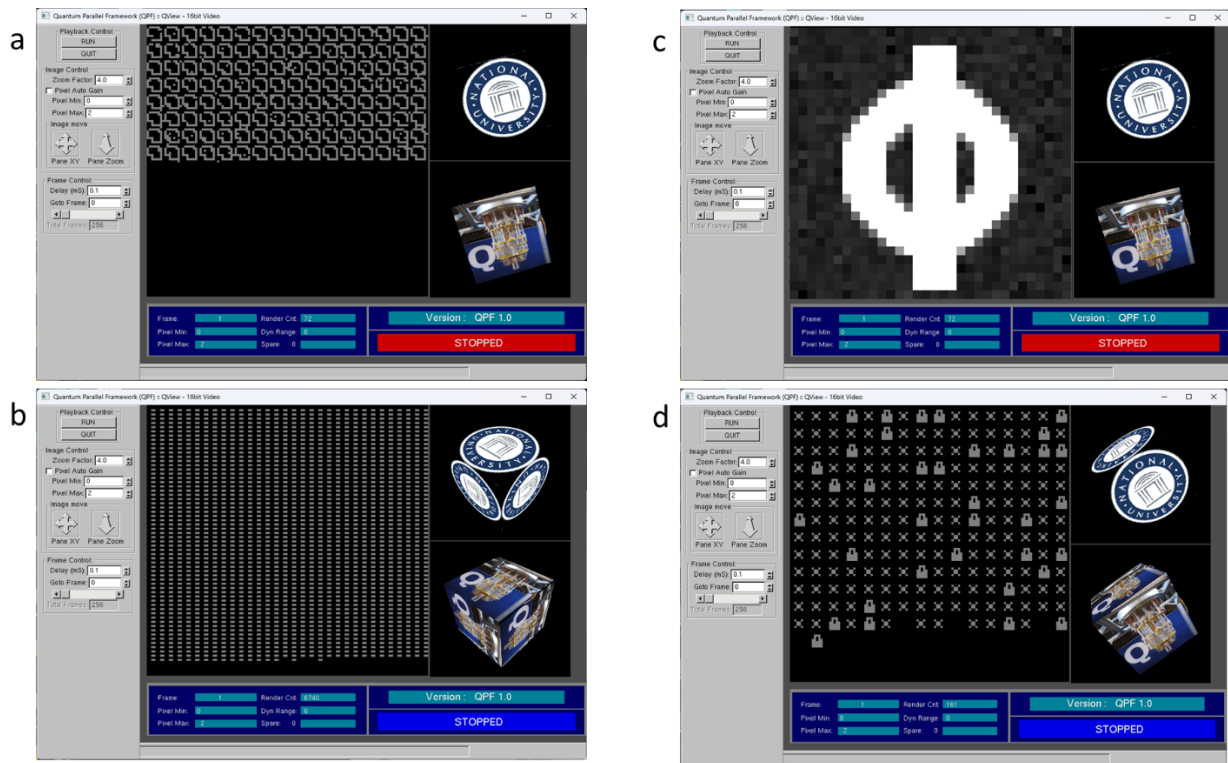 a
Quantum Parallel Framework (QPF) :: QView - 16bit Video
Playback Control
RUN
QUIT
Image Control
Zoom Factor: 4.0
Pixel Auto Gain
Pixel Min: 0
Pixel Max: 2
Image move
Pane XY Pane Zoom
Frame Control:
Delay (mS): 0.1
Goto Frame: 0
Total Frames: 256
NATIONAL UNIVERSITY
Q
Frame: 1 Render Cnt: 72
Pixel Min: 0 Dyn Range: 0
Pixel Max: 2 Spare: 0
Version : QPF 1.0
STOPPED
c
Quantum Parallel Framework (QPF) :: QView - 16bit Video
Playback Control
RUN
QUIT
Image Control
Zoom Factor: 4.0
Pixel Auto Gain
Pixel Min: 0
Pixel Max: 2
Image move
Pane XY Pane Zoom
Frame Control:
Delay (mS): 0.1
Goto Frame: 0
Total Frames: 256
NATIONAL UNIVERSITY
Q
Frame: 1 Render Cnt: 72
Pixel Min: 0 Dyn Range: 0
Pixel Max: 2 Spare: 0
Version : QPF 1.0
STOPPED
b
Quantum Parallel Framework (QPF) :: QView - 16bit Video
Playback Control
RUN
QUIT
Image Control
Zoom Factor: 4.0
Pixel Auto Gain
Pixel Min: 0
Pixel Max: 2
Image move
Pane XY Pane Zoom
Frame Control:
Delay (mS): 0.1
Goto Frame: 0
Total Frames: 256
Q
Frame: 1 Render Cnt: 6740
Pixel Min: 0 Dyn Range: 0
Pixel Max: 2 Spare: 0
Version : QPF 1.0
STOPPED
d
Quantum Parallel Framework (QPF) :: QView - 16bit Video
Playback Control
RUN
QUIT
Image Control
Zoom Factor: 4.0
Pixel Auto Gain
Pixel Min: 0
Pixel Max: 2
Image move
Pane XY Pane Zoom
Frame Control:
Delay (mS): 0.1
Goto Frame: 0
Total Frames: 256
NATIONAL UNIVERSITY
Q
Frame: 1 Render Cnt: 161
Pixel Min: 0 Dyn Range: 0
Pixel Max: 2 Spare: 0
Version : QPF 1.0
STOPPED